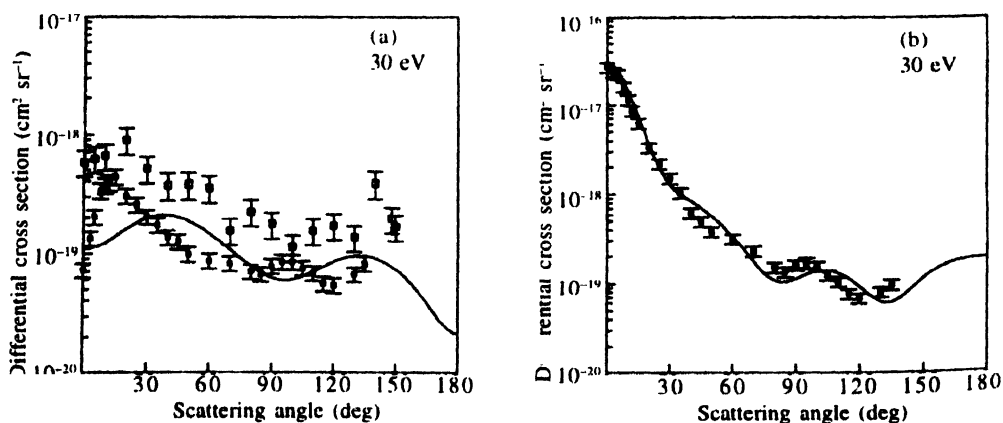 10⁻¹⁷
10⁻¹⁸
10⁻¹⁹
10⁻²⁰
Differential cross section (cm² sr⁻¹)
(a)
30 eV
30 60 90 120 150 180
Scattering angle (deg)
10⁻¹⁶
10⁻¹⁷
10⁻¹⁸
10⁻¹⁹
10⁻²⁰
D rential cross section (cm- sr⁻¹)
(b)
30 eV
30 60 90 120 150 180
Scattering angle (deg)